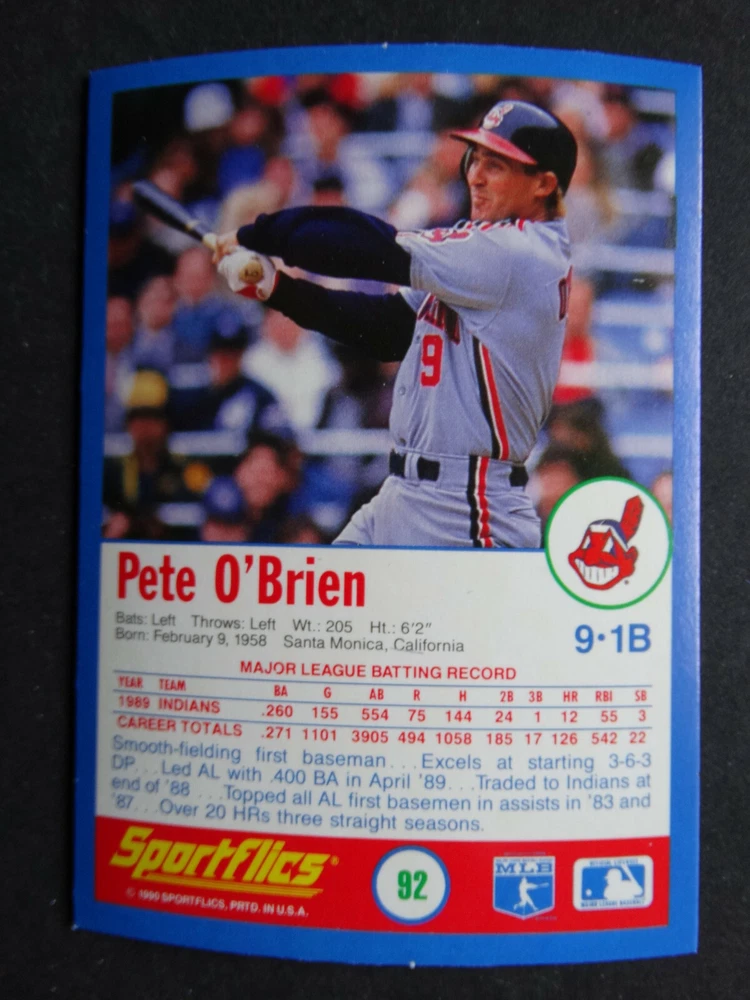 9
Pete O'Brien
Bats: Left Throws: Left Wt.: 205 Ht.: 6'2"
Born: February 9, 1958 Santa Monica, California
9•1B
MAJOR LEAGUE BATTING RECORD
YEAR TEAM BA G AB R H 2B 3B HR RBI SB
1989 INDIANS .260 155 554 75 144 24 1 12 55 3
CAREER TOTALS .271 1101 3905 494 1058 185 17 126 542 22
Smooth-fielding first baseman...Excels at starting 3-6-3
DP...Led AL with .400 BA in April '89...Traded to Indians at
end of '88...Topped all AL first basemen in assists in '83 and
'87...Over 20 HRs three straight seasons.
Sportflics®
© 1990 SPORTFLICS, PRTD. IN U.S.A.
92
MLB
MAJOR LEAGUE BASEBALL